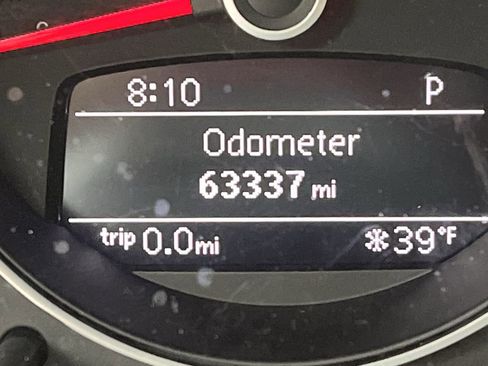 8:10 P
Odometer
63337 mi
trip 0.0mi *39°F